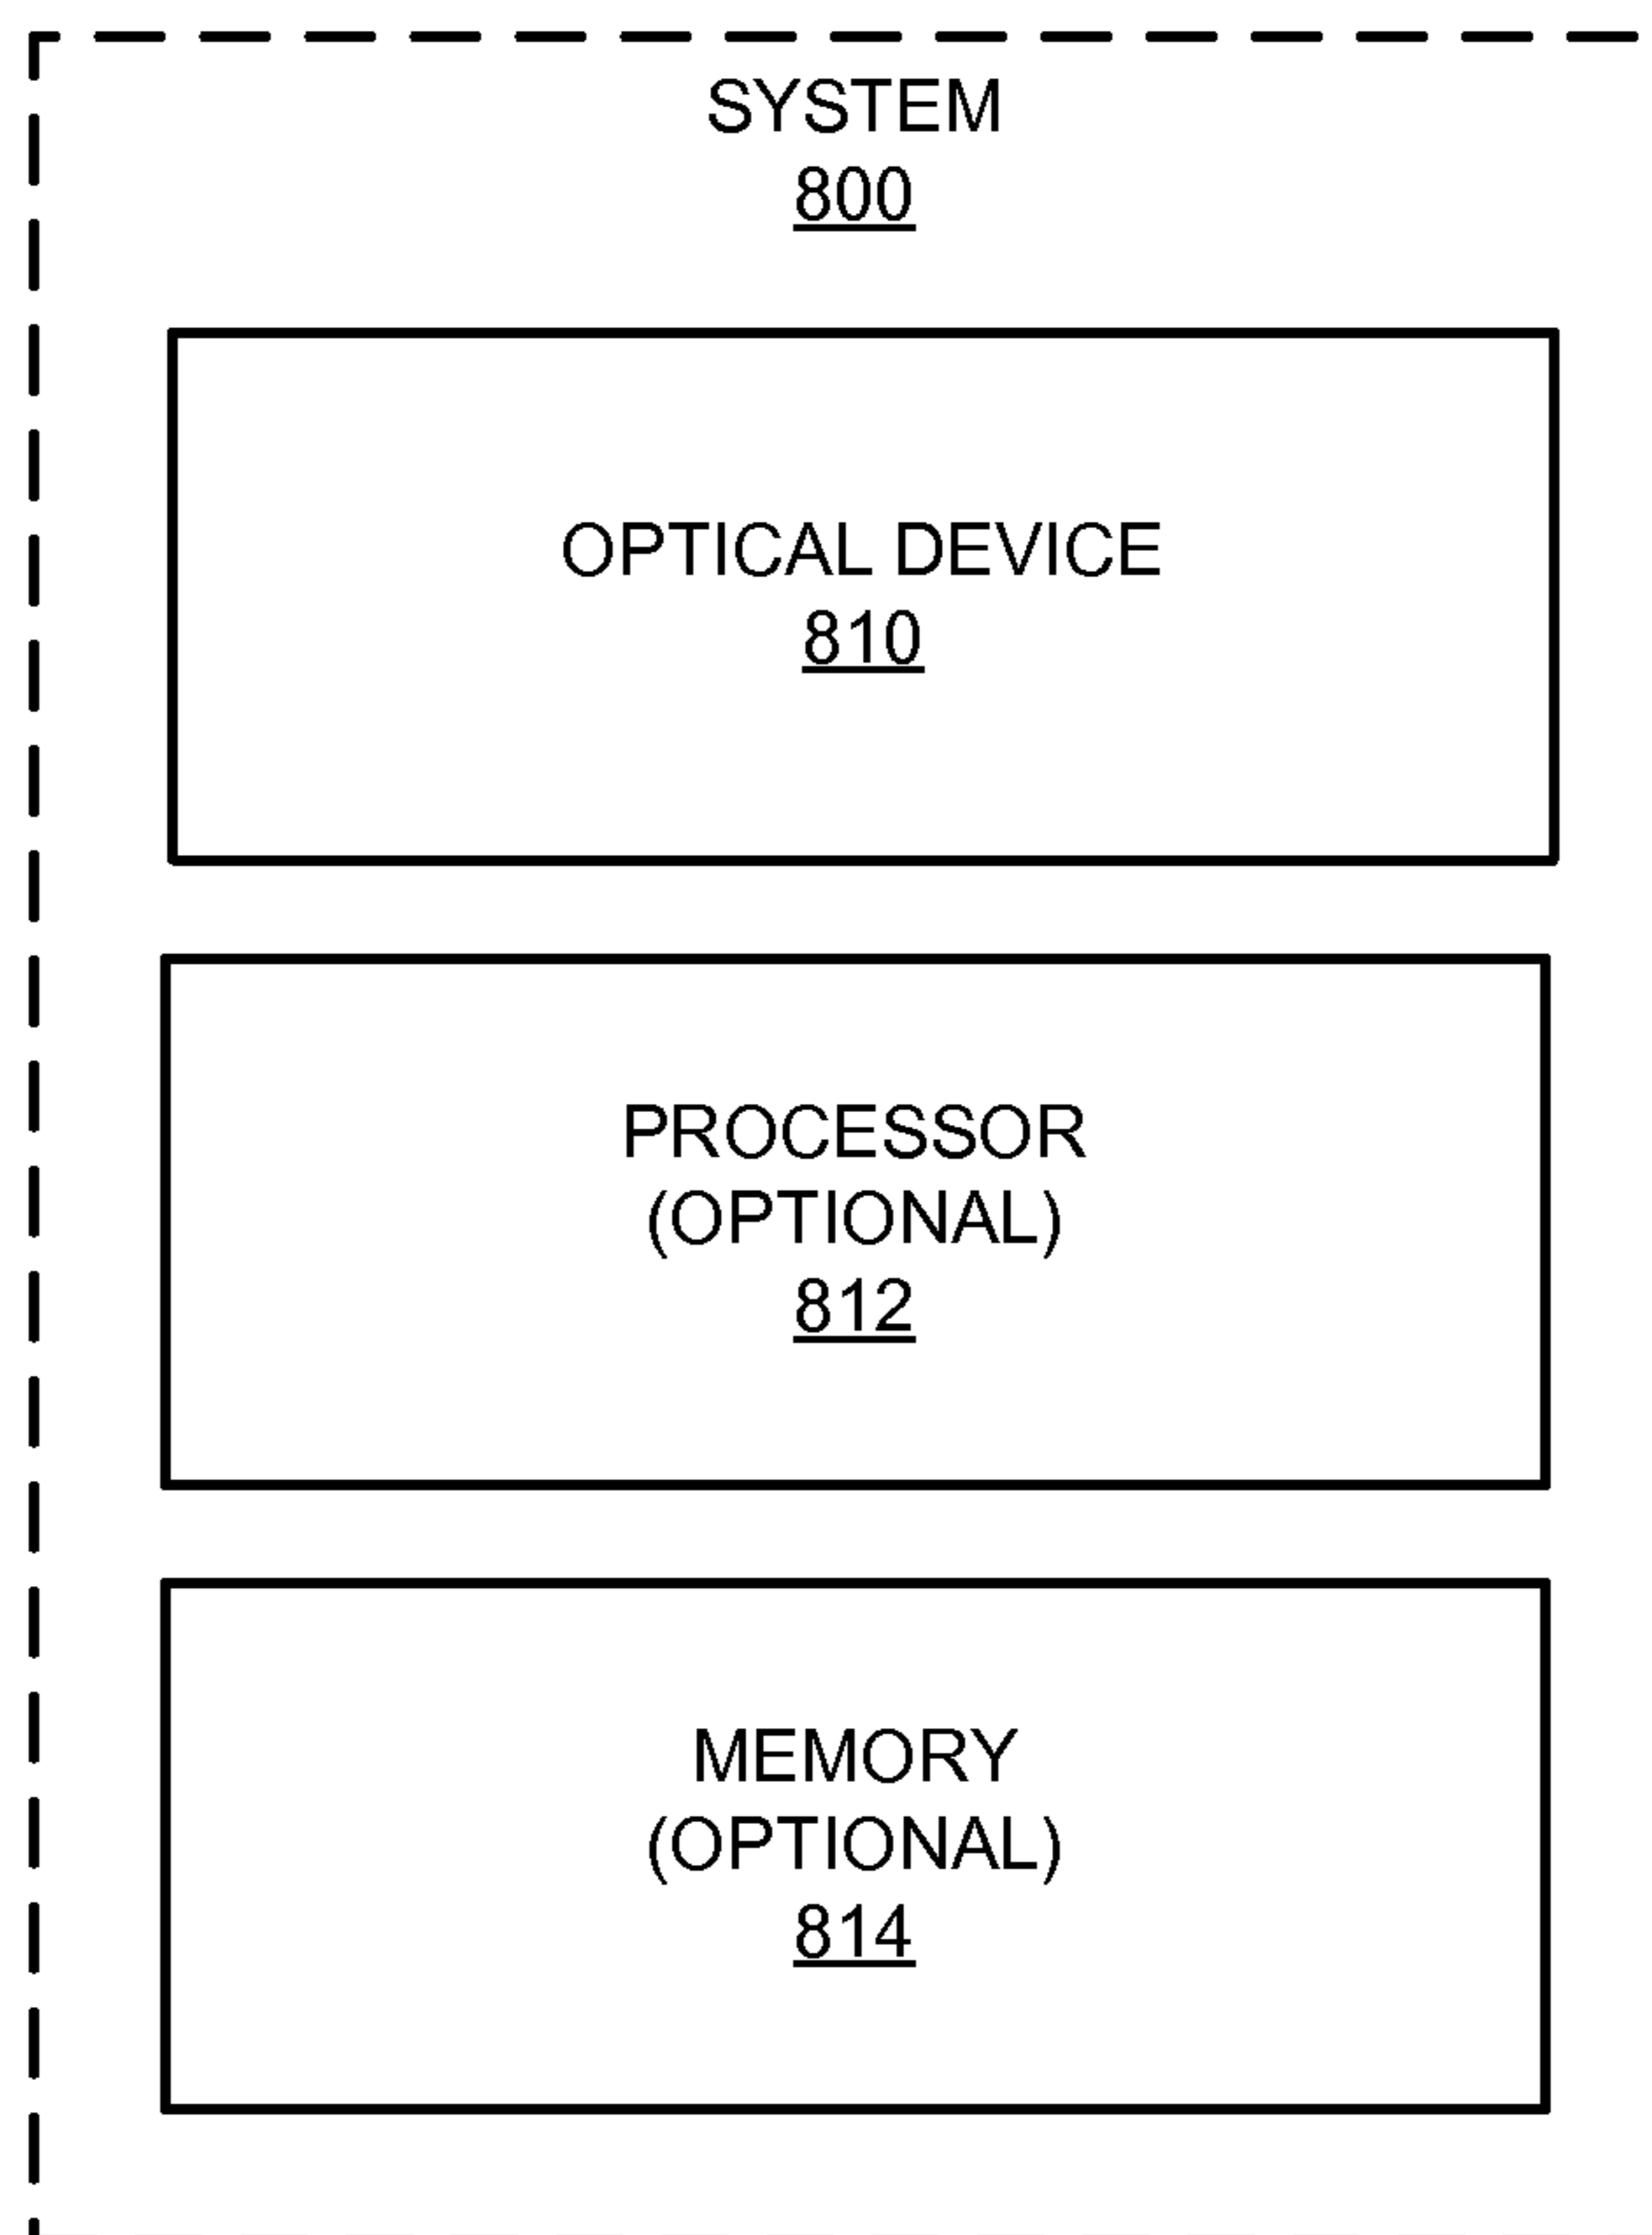 SYSTEM
800
OPTICAL DEVICE
810
PROCESSOR
(OPTIONAL)
812
MEMORY
(OPTIONAL)
814